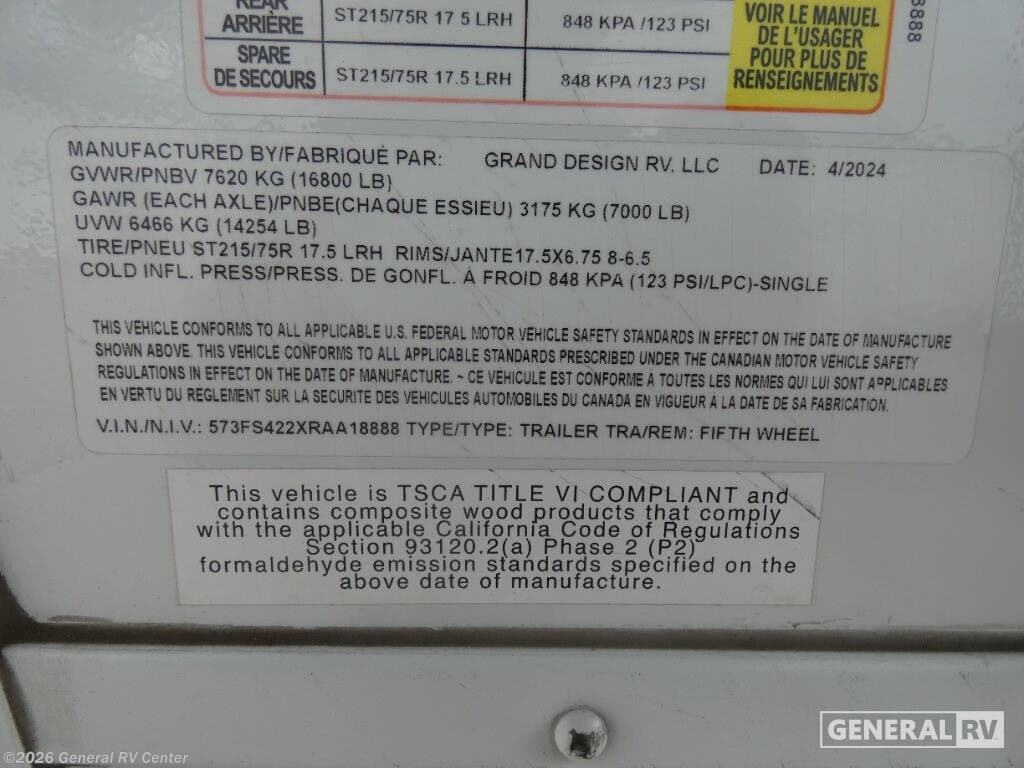 REAR
ARRIÈRE
ST215/75R 17.5 LRH
848 KPA /123 PSI
SPARE
DE SECOURS
ST215/75R 17.5 LRH
848 KPA /123 PSI
VOIR LE MANUEL
DE L'USAGER
POUR PLUS DE
RENSEIGNEMENTS
8888
MANUFACTURED BY/FABRIQUÉ PAR: GRAND DESIGN RV, LLC DATE: 4/2024
GVWR/PNBV 7620 KG (16800 LB)
GAWR (EACH AXLE)/PNBE(CHAQUE ESSIEU) 3175 KG (7000 LB)
UVW 6466 KG (14254 LB)
TIRE/PNEU ST215/75R 17.5 LRH RIMS/JANTE17.5X6.75 8-6.5
COLD INFL. PRESS/PRESS. DE GONFL. À FROID 848 KPA (123 PSI/LPC)-SINGLE
THIS VEHICLE CONFORMS TO ALL APPLICABLE U.S. FEDERAL MOTOR VEHICLE SAFETY STANDARDS IN EFFECT ON THE DATE OF MANUFACTURE
SHOWN ABOVE. THIS VEHICLE CONFORMS TO ALL APPLICABLE STANDARDS PRESCRIBED UNDER THE CANADIAN MOTOR VEHICLE SAFETY
REGULATIONS IN EFFECT ON THE DATE OF MANUFACTURE. ~ CE VEHICULE EST CONFORME À TOUTES LES NORMES QUI LUI SONT APPLICABLES
EN VERTU DU REGLEMENT SUR LA SECURITE DES VEHICULES AUTOMOBILES DU CANADA EN VIGUEUR À LA DATE DE SA FABRICATION.
V.I.N./N.I.V.: 573FS422XRAA18888 TYPE/TYPE: TRAILER TRA/REM: FIFTH WHEEL
This vehicle is TSCA TITLE VI COMPLIANT and
contains composite wood products that comply
with the applicable California Code of Regulations
Section 93120.2(a) Phase 2 (P2)
formaldehyde emission standards specified on the
above date of manufacture.
GENERAL RV
©2026 General RV Center